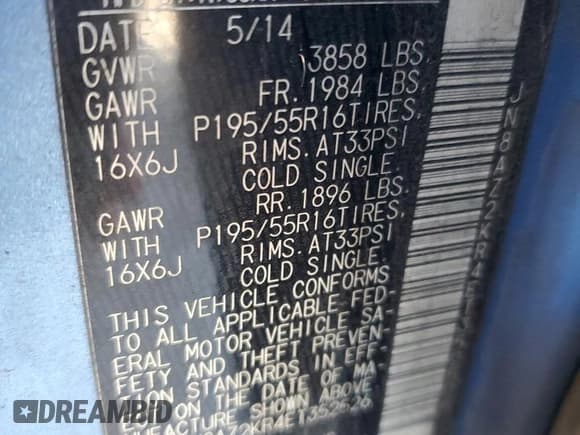 DATE 5/14
GVWR 3858 LBS.
GAWR FR. 1984 LBS.
WITH P195/55R16TIRES,
16X6J RIMS. AT33PSI
COLD SINGLE.
GAWR RR. 1896 LBS.
WITH P195/55R16TIRES,
16X6J RIMS. AT33PSI
COLD SINGLE.
THIS VEHICLE CONFORMS
TO ALL APPLICABLE FED-
ERAL MOTOR VEHICLE SA-
FETY AND THEFT PREVEN-
TION STANDARDS IN EFF-
ECT ON THE DATE OF MA-
NUFACTURE SHOWN ABOVE.
DREAMBID